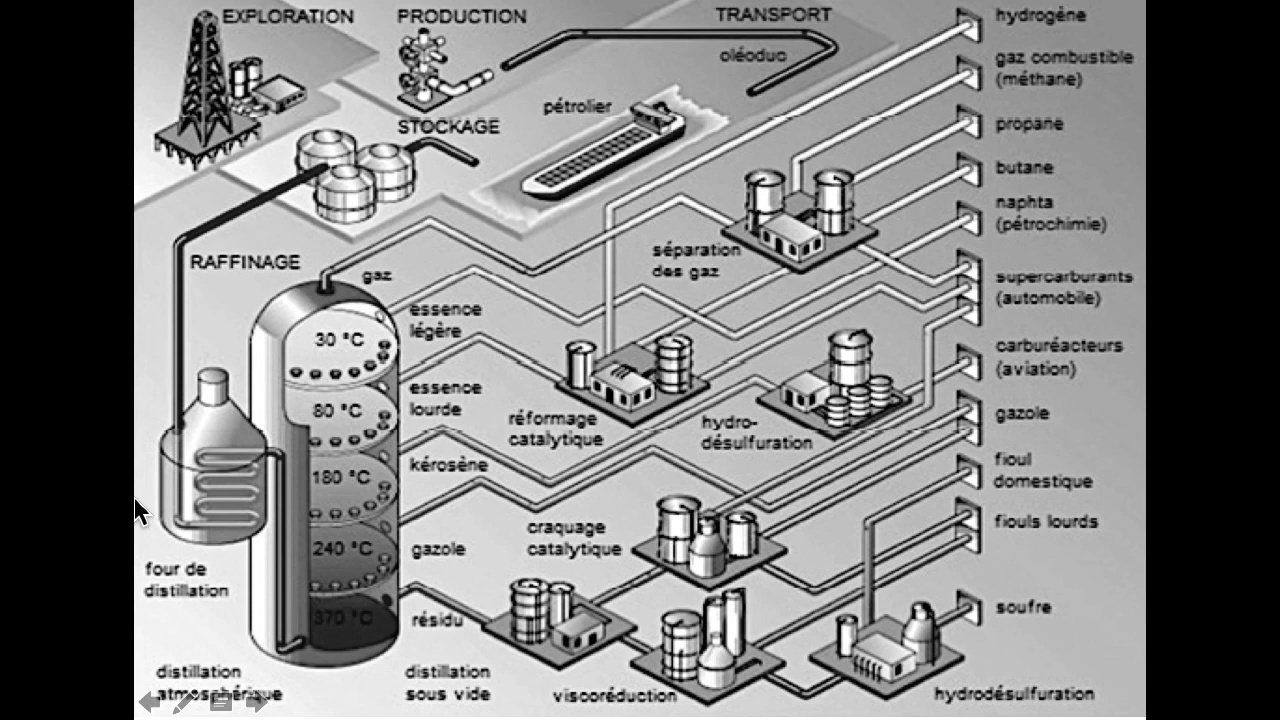 EXPLORATION
PRODUCTION
TRANSPORT
oléoduc
pétrolier
STOCKAGE
RAFFINAGE
gaz
30 °C
80 °C
180 °C
240 °C
370 °C
essence
légère
essence
lourde
kérosène
gazole
résidu
four de
distillation
distillation
atmosphérique
distillation
sous vide
séparation
des gaz
réformage
catalytique
hydro-
désulfuration
craquage
catalytique
viscoréduction
hydrodésulfuration
hydrogène
gaz combustible
(méthane)
propane
butane
naphta
(pétrochimie)
supercarburants
(automobile)
carburéacteurs
(aviation)
gazole
fioul
domestique
fiouls lourds
soufre